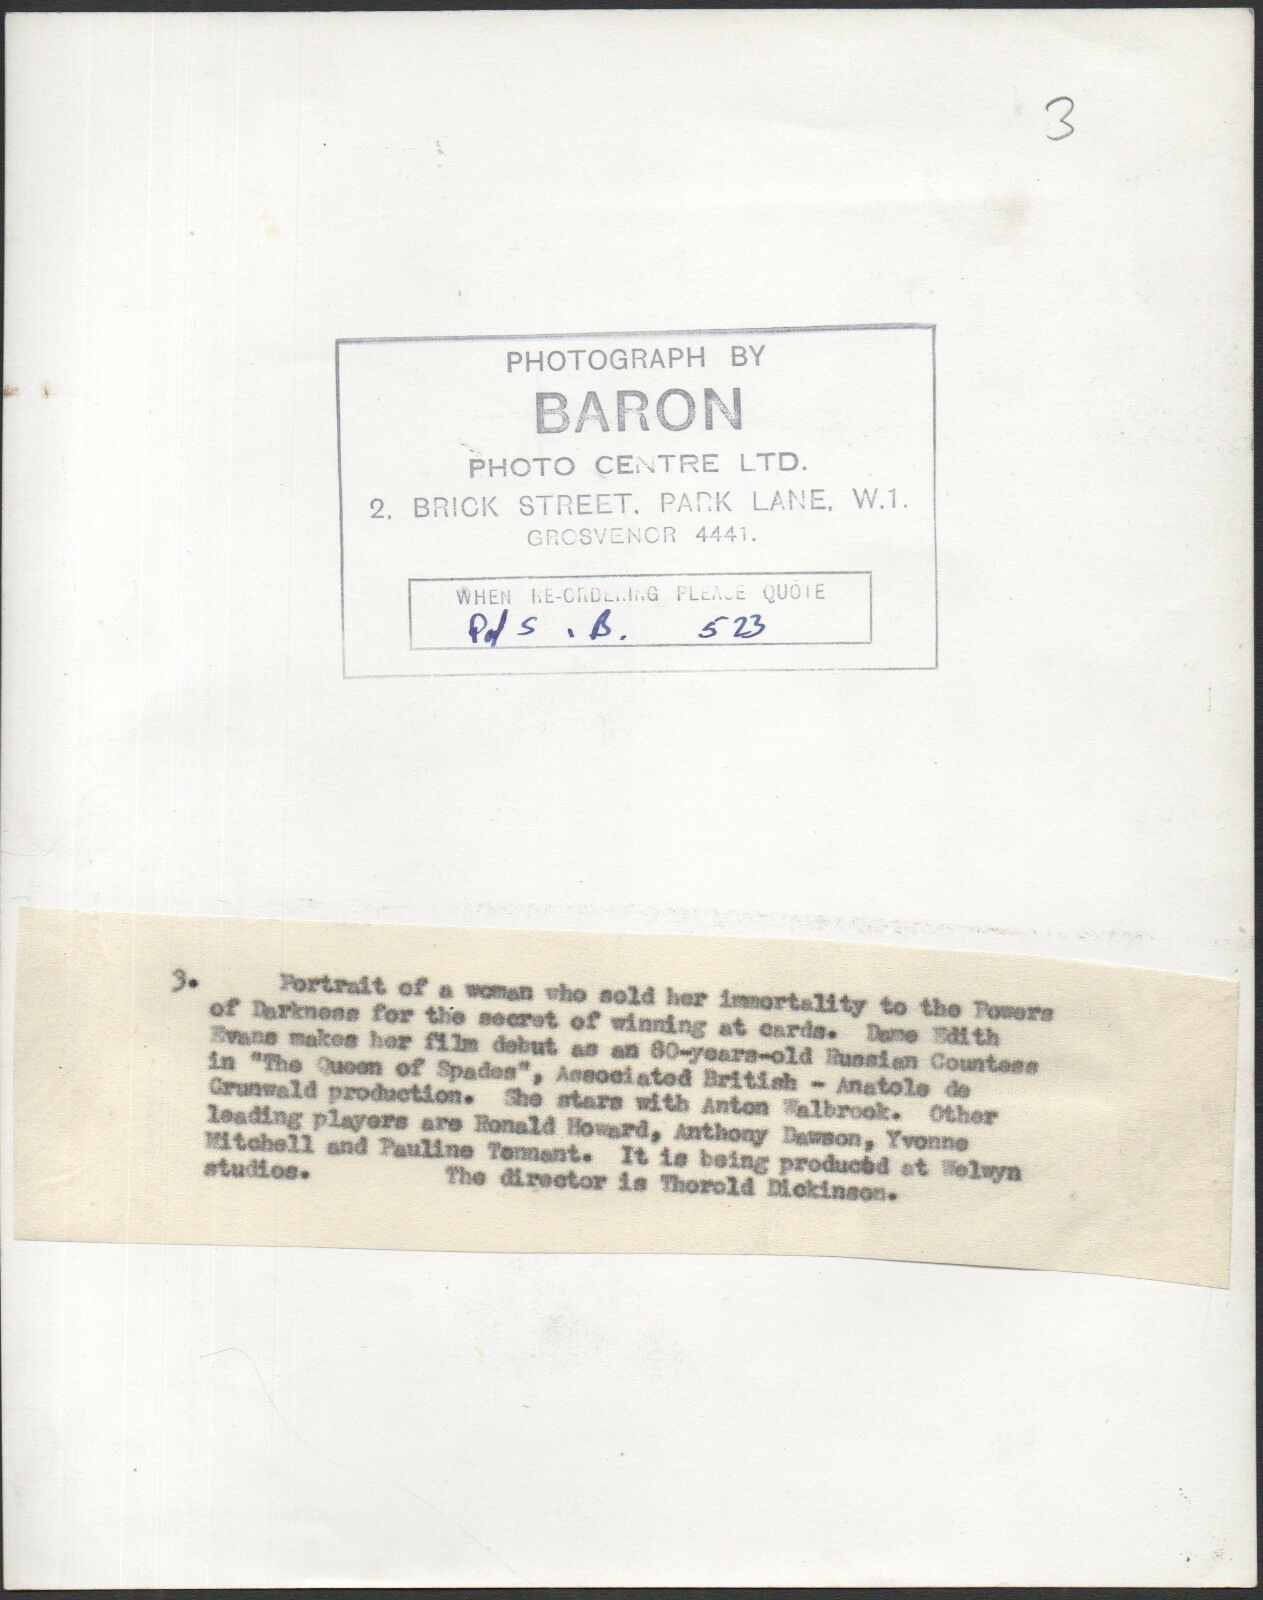 3
PHOTOGRAPH BY
BARON
PHOTO CENTRE LTD.
2, BRICK STREET. PARK LANE, W.1.
GROSVENOR 4441.
WHEN RE-ORDERING PLEASE QUOTE
S . B. 523
3. Portrait of a woman who sold her immortality to the Powers
of Darkness for the secret of winning at cards. Dame Edith
Evans makes her film debut as an 80-years-old Russian Countess
in "The Queen of Spades", Associated British - Anatole de
Grunwald production. She stars with Anton Walbrook. Other
leading players are Ronald Howard, Anthony Dawson, Yvonne
Mitchell and Pauline Tennant. It is being produced at Welwyn
studios. The director is Thorold Dickinson.